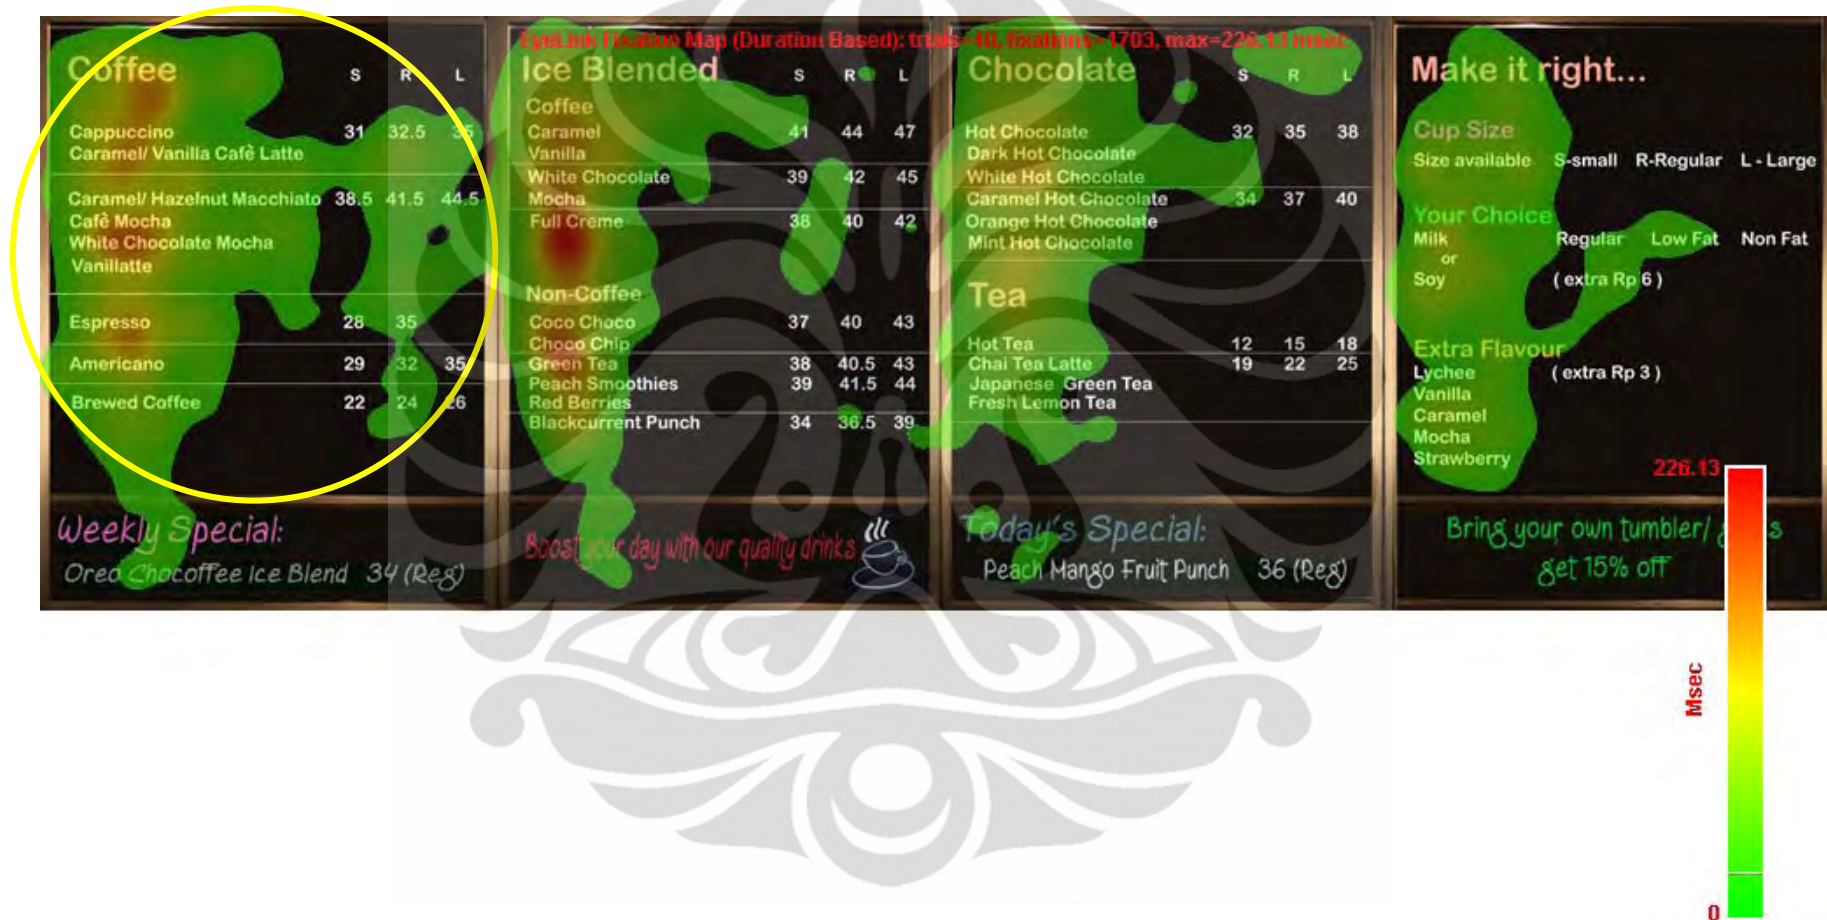 EyeLink Fixation Map (Duration Based): trials=40, fixations=1703, max=226.13 msec
Coffee S R L
Cappuccino 31 32.5 35
Caramel/ Vanilla Cafè Latte
Caramel/ Hazelnut Macchiato 38.5 41.5 44.5
Cafè Mocha
White Chocolate Mocha
Vanillatte
Espresso 28 35
Americano 29 32 35
Brewed Coffee 22 24 26
Weekly Special:
Oreo Chocoffee Ice Blend 34 (Reg)
Ice Blended S R L
Coffee
Caramel 41 44 47
Vanilla
White Chocolate 39 42 45
Mocha
Full Creme 38 40 42
Non-Coffee
Coco Choco 37 40 43
Choco Chip
Green Tea 38 40.5 43
Peach Smoothies 39 41.5 44
Red Berries
Blackcurrent Punch 34 36.5 39
Boost your day with our quality drinks
Chocolate S R L
Hot Chocolate 32 35 38
Dark Hot Chocolate
White Hot Chocolate
Caramel Hot Chocolate 34 37 40
Orange Hot Chocolate
Mint Hot Chocolate
Tea
Hot Tea 12 15 18
Chai Tea Latte 19 22 25
Japanese Green Tea
Fresh Lemon Tea
Today's Special:
Peach Mango Fruit Punch 36 (Reg)
Make it right...
Cup Size
Size available S-small R-Regular L - Large
Your Choice
Milk Regular Low Fat Non Fat
or
Soy ( extra Rp 6 )
Extra Flavour
Lychee ( extra Rp 3 )
Vanilla
Caramel
Mocha
Strawberry
Bring your own tumbler/
get 15% off
226.13
Msec
0